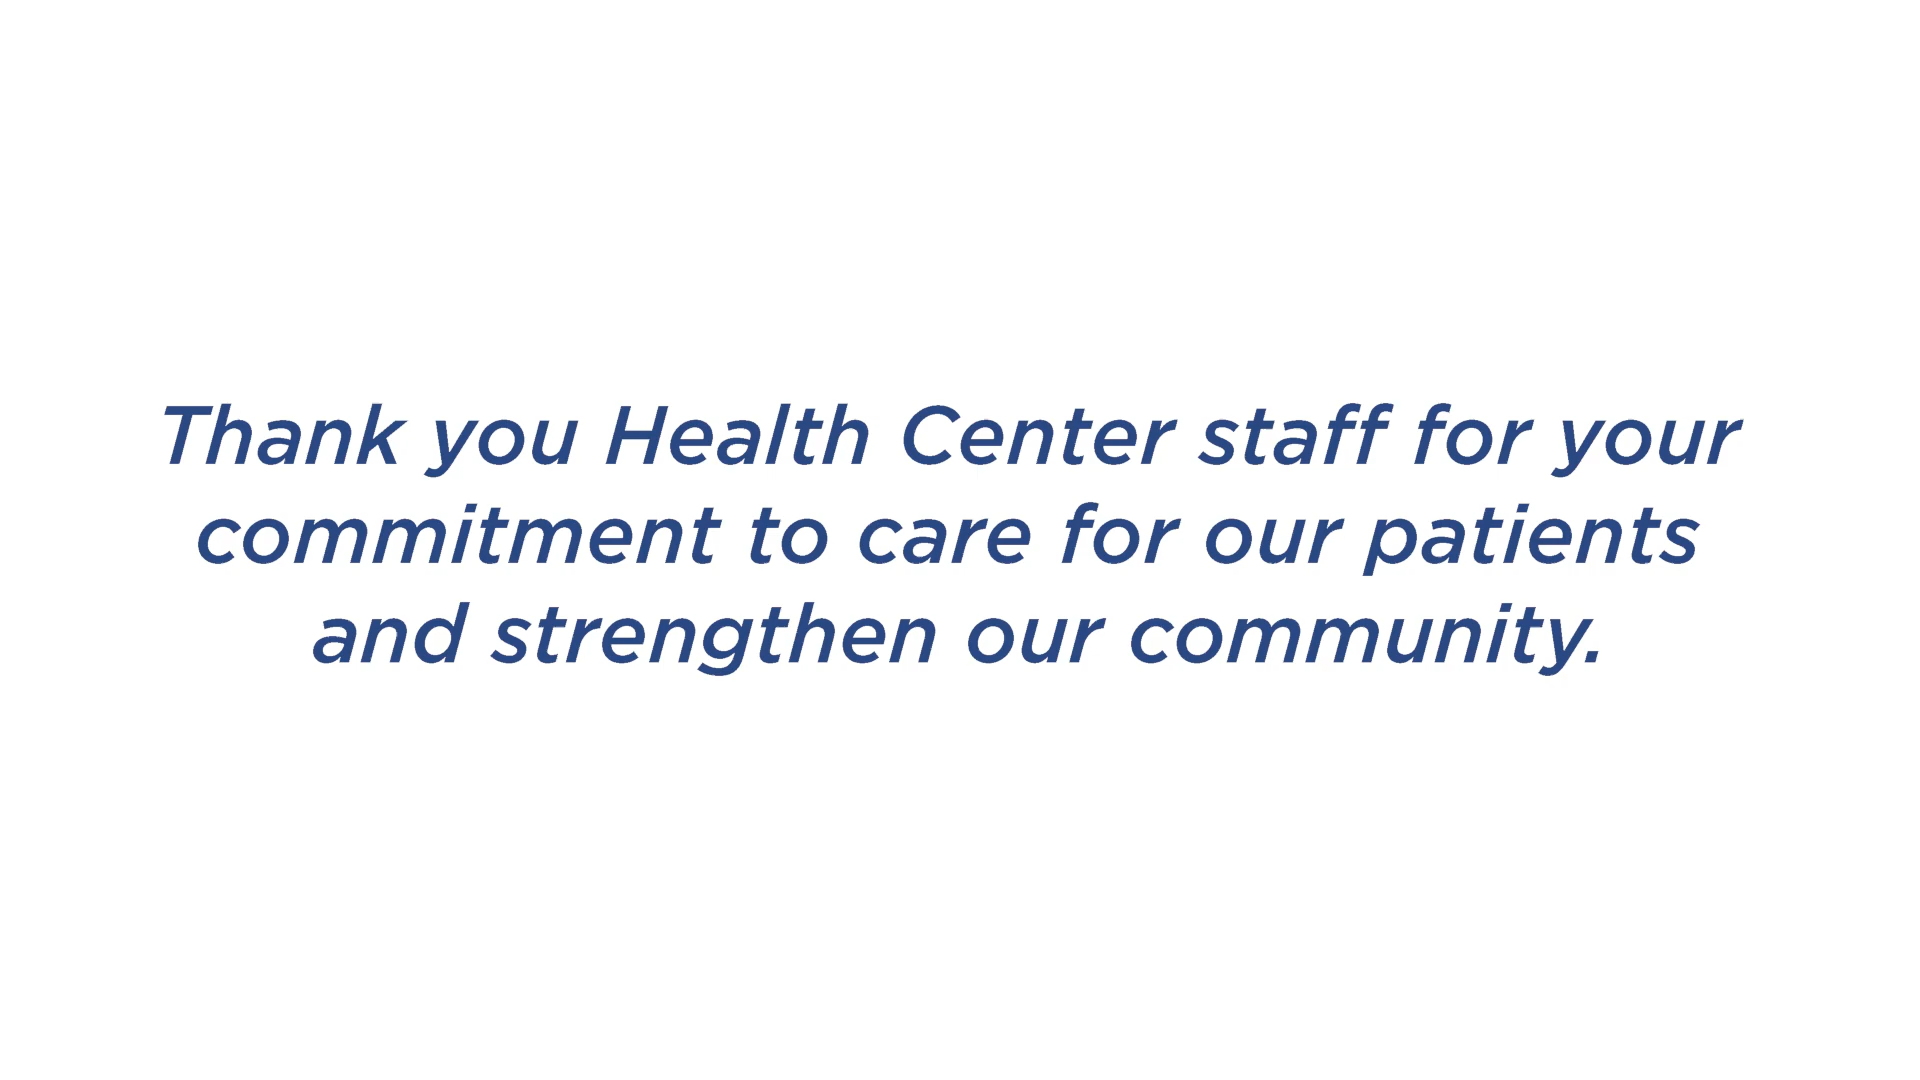 Thank you Health Center staff for your
commitment to care for our patients
and strengthen our community.